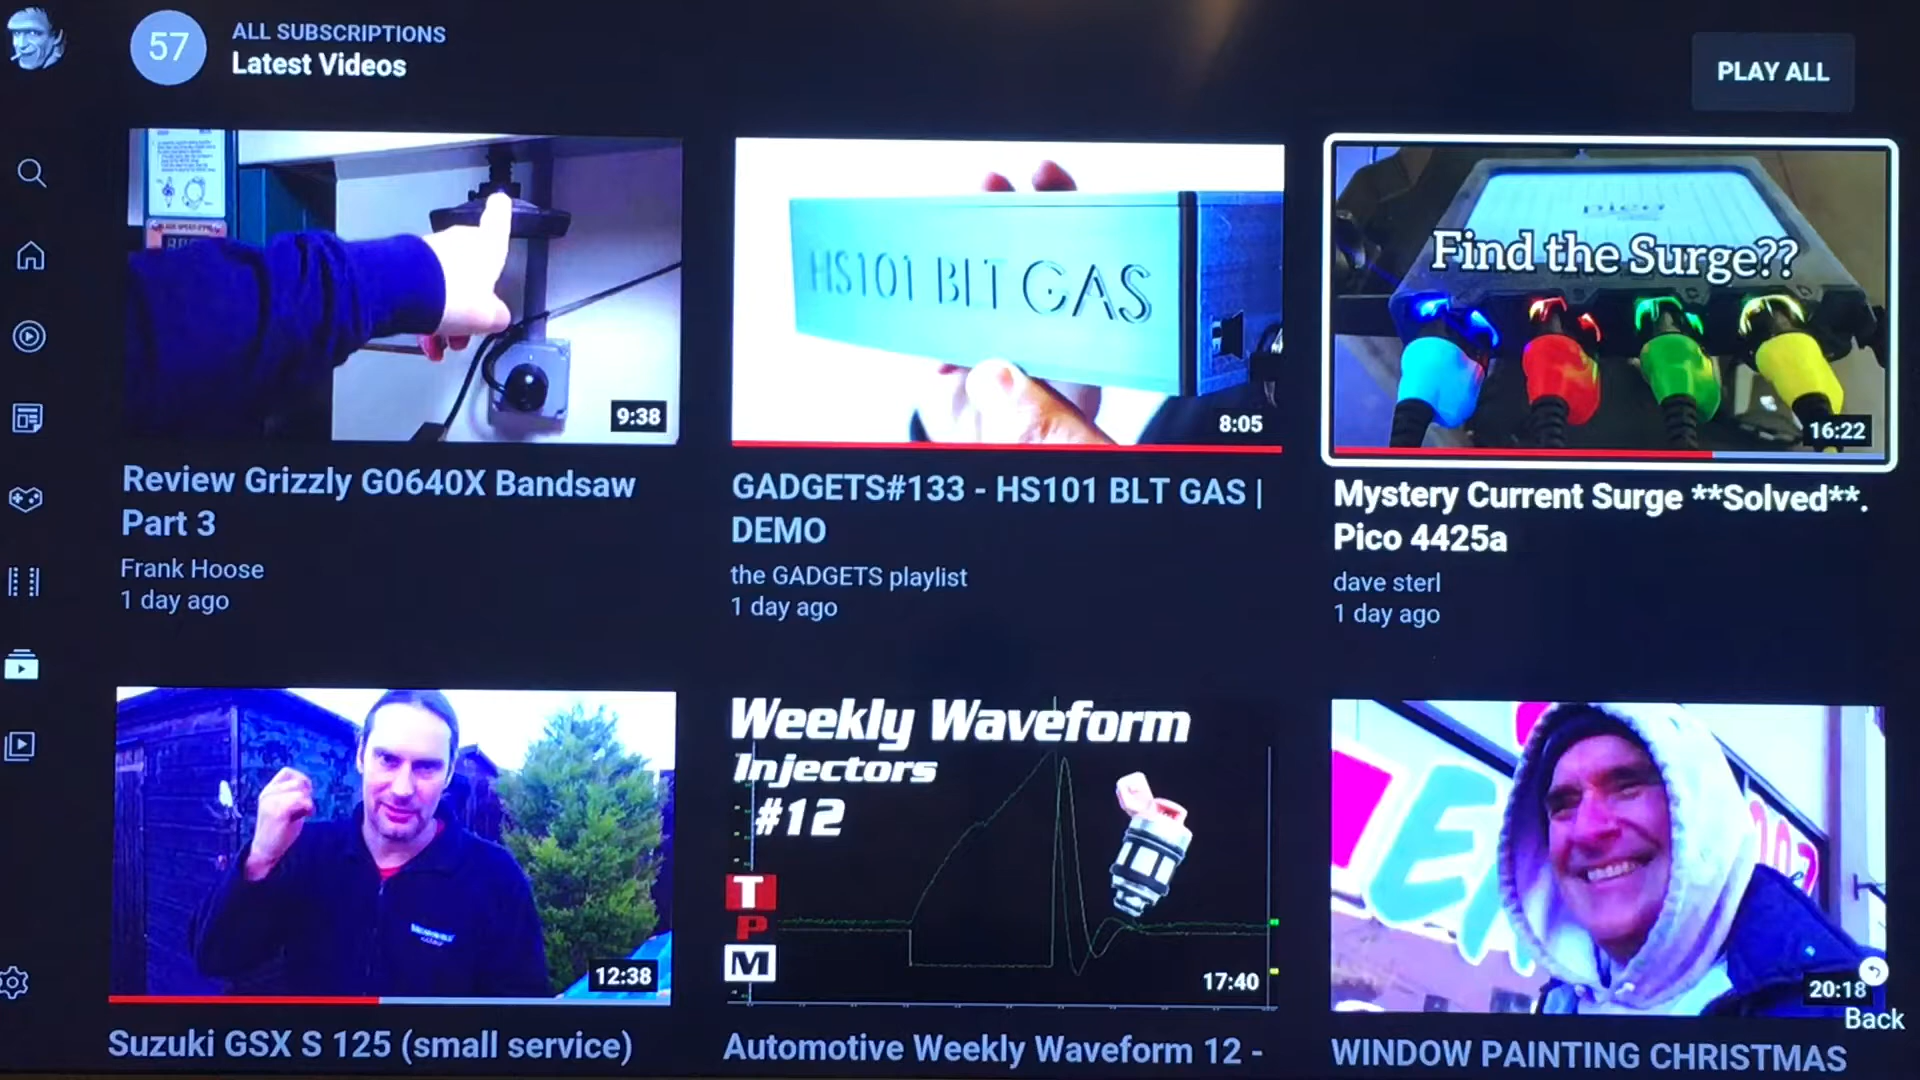 57
ALL SUBSCRIPTIONS
Latest Videos
PLAY ALL
9:38
HS101 BLT GAS
8:05
pico
Find the Surge??
16:22
Review Grizzly G0640X Bandsaw
Part 3
Frank Hoose
1 day ago
GADGETS#133 - HS101 BLT GAS |
DEMO
the GADGETS playlist
1 day ago
Mystery Current Surge **Solved**.
Pico 4425a
dave sterl
1 day ago
12:38
Weekly Waveform
Injectors
#12
T
P
M
17:40
20:18
Back
Suzuki GSX S 125 (small service)
Automotive Weekly Waveform 12 -
WINDOW PAINTING CHRISTMAS